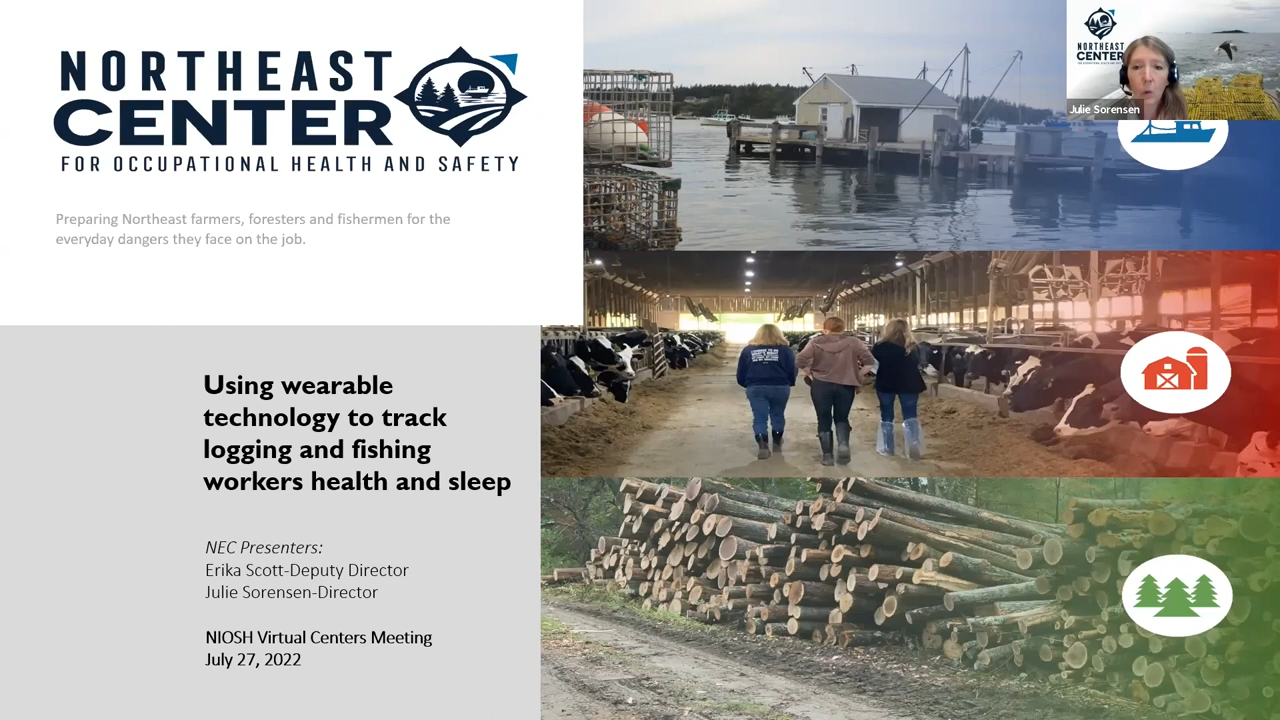 NORTHEAST
CENTER
FOR OCCUPATIONAL HEALTH AND SAFETY
Preparing Northeast farmers, foresters and fishermen for the
everyday dangers they face on the job.
Using wearable
technology to track
logging and fishing
workers health and sleep
NEC Presenters:
Erika Scott-Deputy Director
Julie Sorensen-Director
NIOSH Virtual Centers Meeting
July 27, 2022
NORTHEAST
CENTER
Julie Sorensen